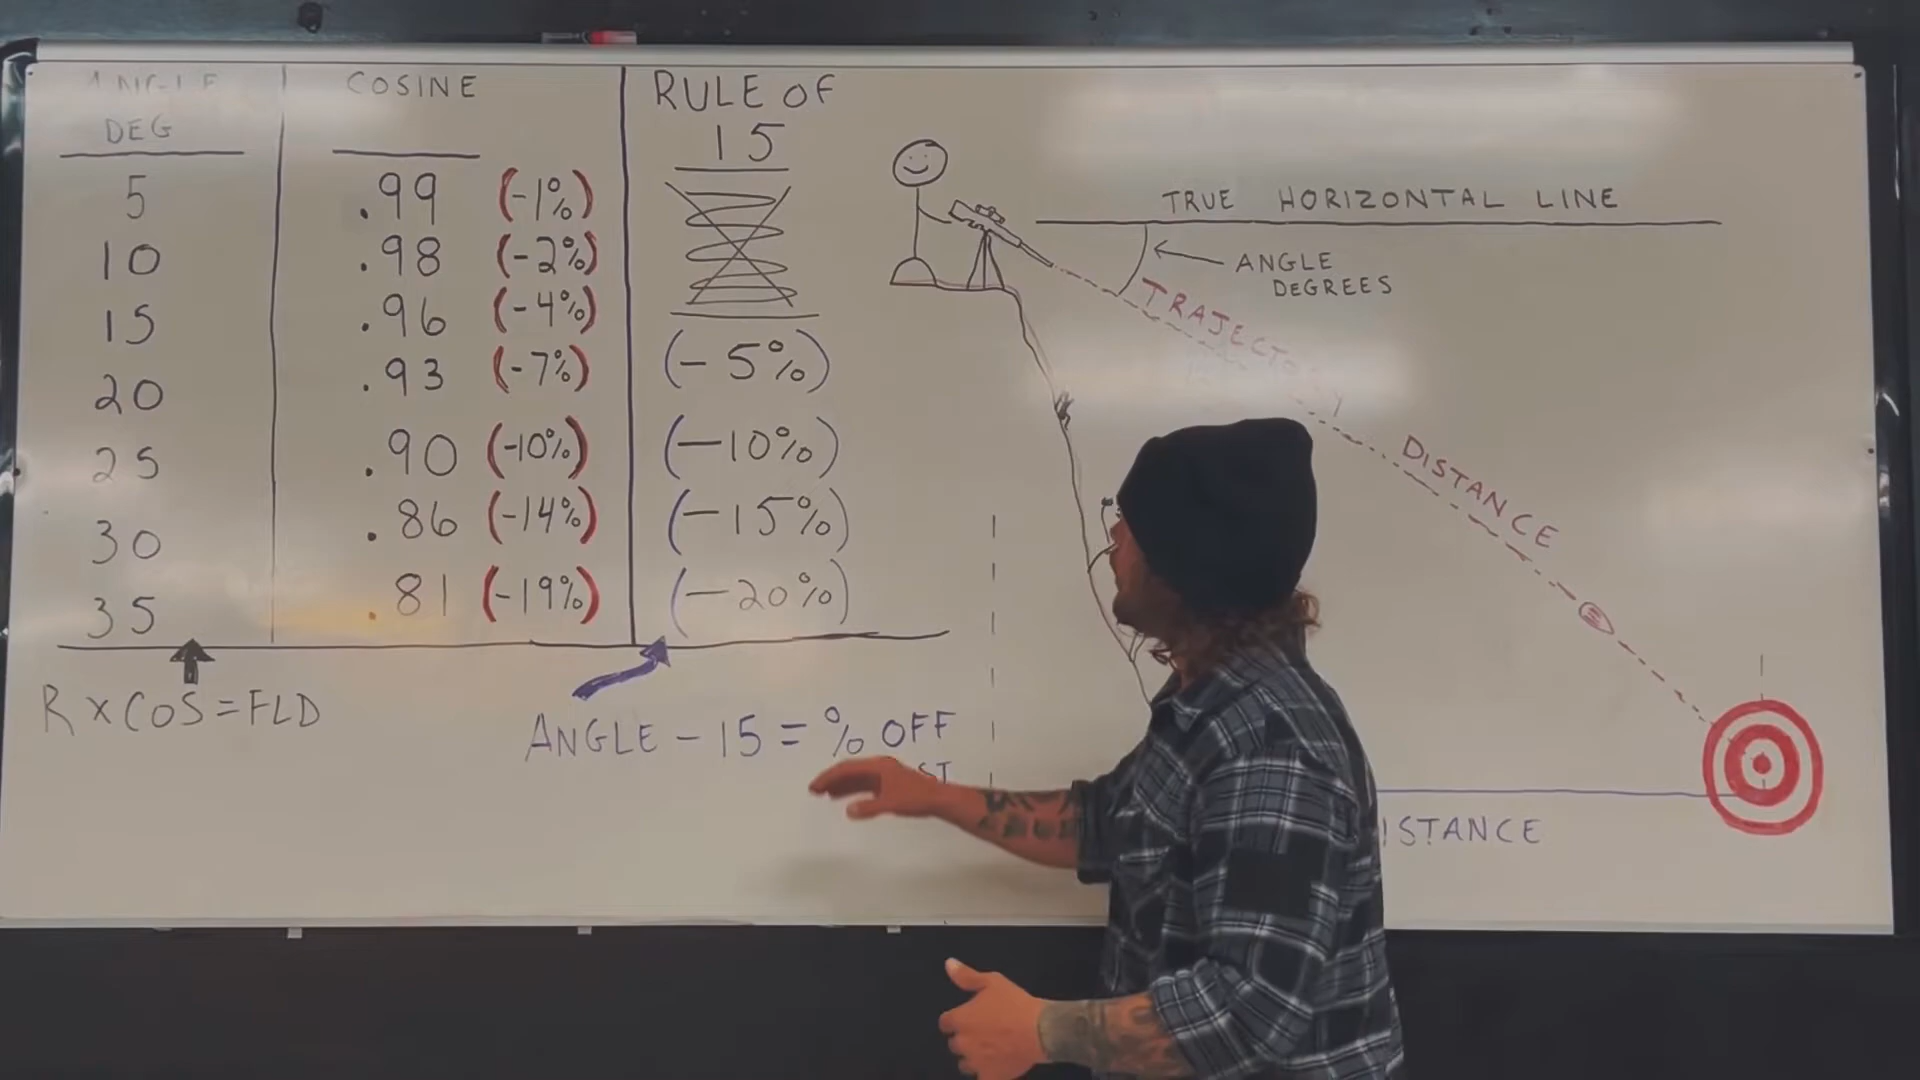 ANGLE
DEG
5
10
15
20
25
30
35
COSINE
.99 (-1%)
.98 (-2%)
.96 (-4%)
.93 (-7%)
.90 (-10%)
.86 (-14%)
.81 (-19%)
RULE OF
15
(-5%)
(-10%)
(-15%)
(-20%)
R x COS = FLD
ANGLE - 15 = % OFF
TRUE HORIZONTAL LINE
ANGLE
DEGREES
TRAJECTORY
DISTANCE